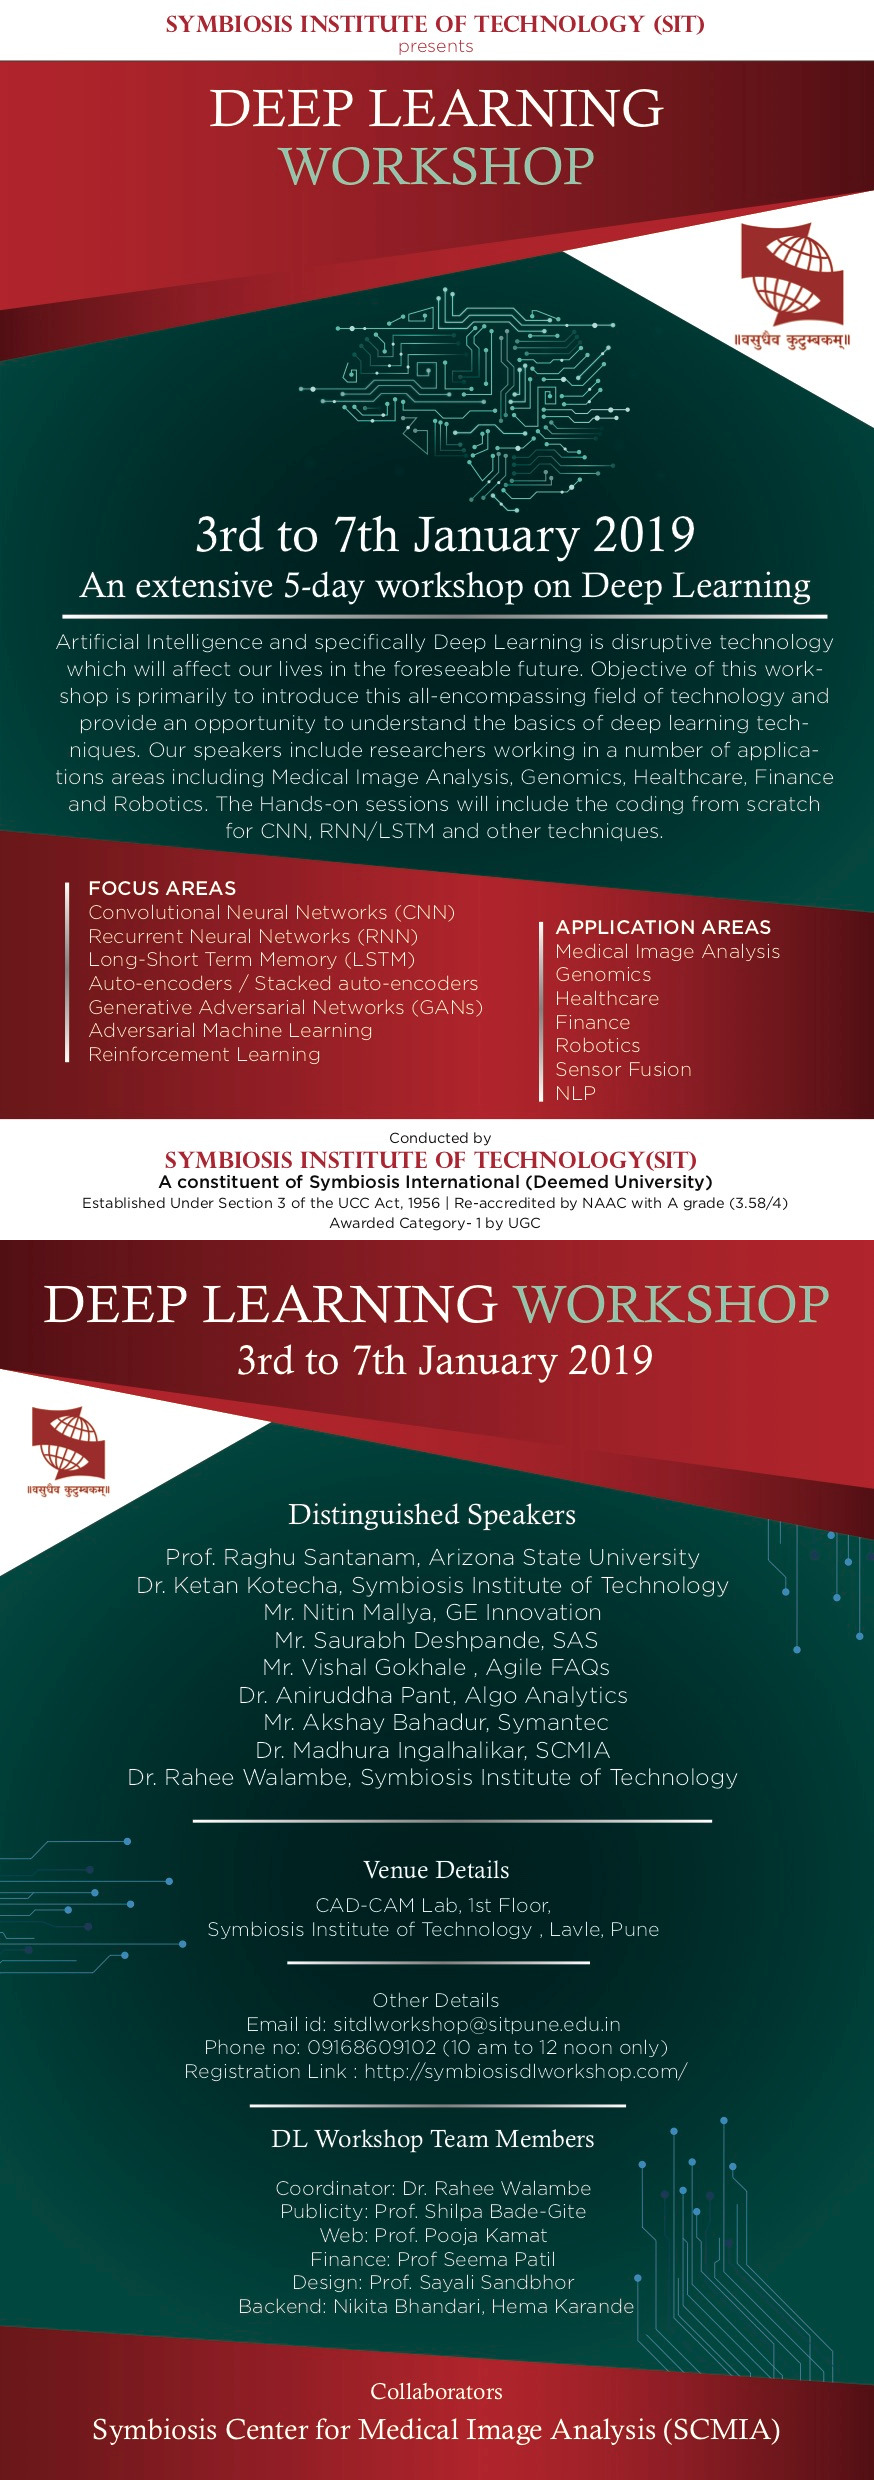 SYMBIOSIS INSTITUTE OF TECHNOLOGY (SIT)
presents
DEEP LEARNING
WORKSHOP
॥वसुधैव कुटुम्बकम्॥
3rd to 7th January 2019
An extensive 5-day workshop on Deep Learning
Artificial Intelligence and specifically Deep Learning is disruptive technology
which will affect our lives in the foreseeable future. Objective of this work-
shop is primarily to introduce this all-encompassing field of technology and
provide an opportunity to understand the basics of deep learning tech-
niques. Our speakers include researchers working in a number of applica-
tions areas including Medical Image Analysis, Genomics, Healthcare, Finance
and Robotics. The Hands-on sessions will include the coding from scratch
for CNN, RNN/LSTM and other techniques.
FOCUS AREAS
Convolutional Neural Networks (CNN)
Recurrent Neural Networks (RNN)
Long-Short Term Memory (LSTM)
Auto-encoders / Stacked auto-encoders
Generative Adversarial Networks (GANs)
Adversarial Machine Learning
Reinforcement Learning
APPLICATION AREAS
Medical Image Analysis
Genomics
Healthcare
Finance
Robotics
Sensor Fusion
NLP
Conducted by
SYMBIOSIS INSTITUTE OF TECHNOLOGY(SIT)
A constituent of Symbiosis International (Deemed University)
Established Under Section 3 of the UCC Act, 1956 | Re-accredited by NAAC with A grade (3.58/4)
Awarded Category- 1 by UGC
DEEP LEARNING WORKSHOP
3rd to 7th January 2019
॥वसुधैव कुटुम्बकम्॥
Distinguished Speakers
Prof. Raghu Santanam, Arizona State University
Dr. Ketan Kotecha, Symbiosis Institute of Technology
Mr. Nitin Mallya, GE Innovation
Mr. Saurabh Deshpande, SAS
Mr. Vishal Gokhale , Agile FAQs
Dr. Aniruddha Pant, Algo Analytics
Mr. Akshay Bahadur, Symantec
Dr. Madhura Ingalhalikar, SCMIA
Dr. Rahee Walambe, Symbiosis Institute of Technology
Venue Details
CAD-CAM Lab, 1st Floor,
Symbiosis Institute of Technology , Lavle, Pune
Other Details
Email id: sitdlworkshop@sitpune.edu.in
Phone no: 09168609102 (10 am to 12 noon only)
Registration Link : http://symbiosisdlworkshop.com/
DL Workshop Team Members
Coordinator: Dr. Rahee Walambe
Publicity: Prof. Shilpa Bade-Gite
Web: Prof. Pooja Kamat
Finance: Prof Seema Patil
Design: Prof. Sayali Sandbhor
Backend: Nikita Bhandari, Hema Karande
Collaborators
Symbiosis Center for Medical Image Analysis (SCMIA)